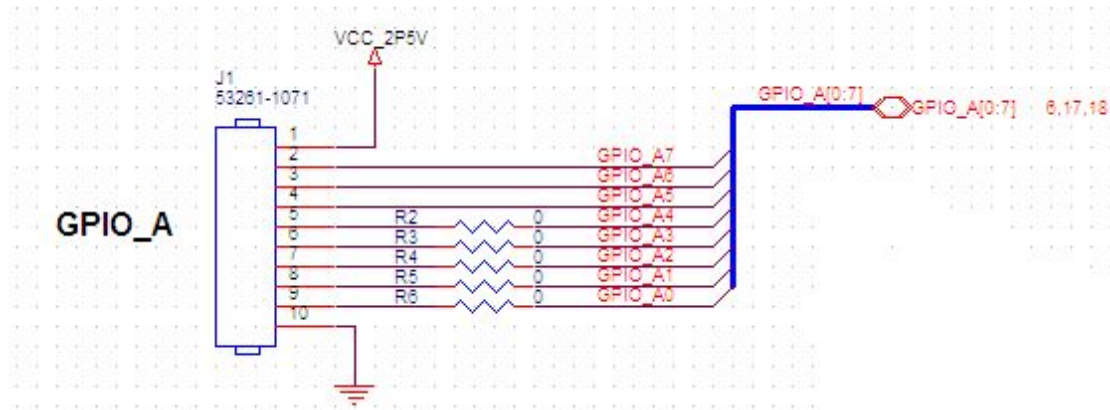 VCC_2P5V
J1
53261-1071
GPIO_A[0:7]
GPIO_A[0:7] 6,17,18
1
2 GPIO_A7
3 GPIO_A6
4 GPIO_A5
5 R2 0 GPIO_A4
6 R3 0 GPIO_A3
7 R4 0 GPIO_A2
8 R5 0 GPIO_A1
9 R6 0 GPIO_A0
10
GPIO_A